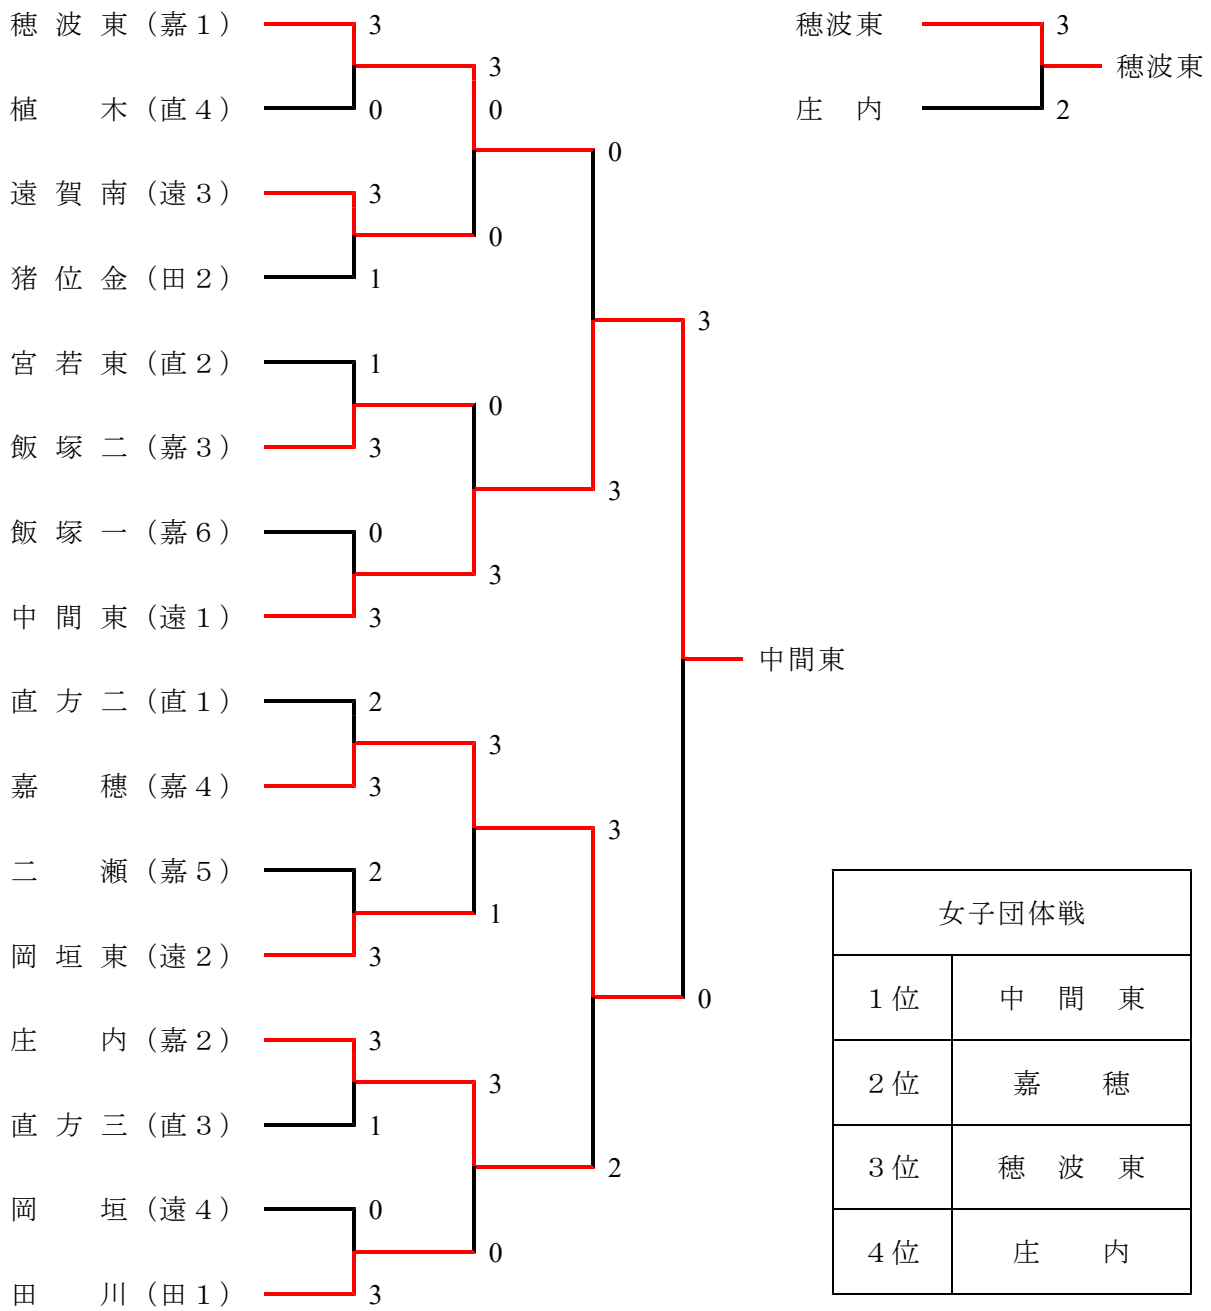 穂波東（嘉１） 3
3
植木（直４） 0
0
0
遠賀南（遠３） 3
0
猪位金（田２） 1
3
宮若東（直２） 1
0
飯塚二（嘉３） 3
3
飯塚一（嘉６） 0
3
中間東（遠１） 3
中間東
直方二（直１） 2
3
嘉穂（嘉４） 3
3
二瀬（嘉５） 2
1
岡垣東（遠２） 3
0
庄内（嘉２） 3
3
直方三（直３） 1
2
岡垣（遠４） 0
0
田川（田１） 3
穂波東 3
穂波東
庄内 2
女子団体戦
１位 中間東
２位 嘉穂
３位 穂波東
４位 庄内